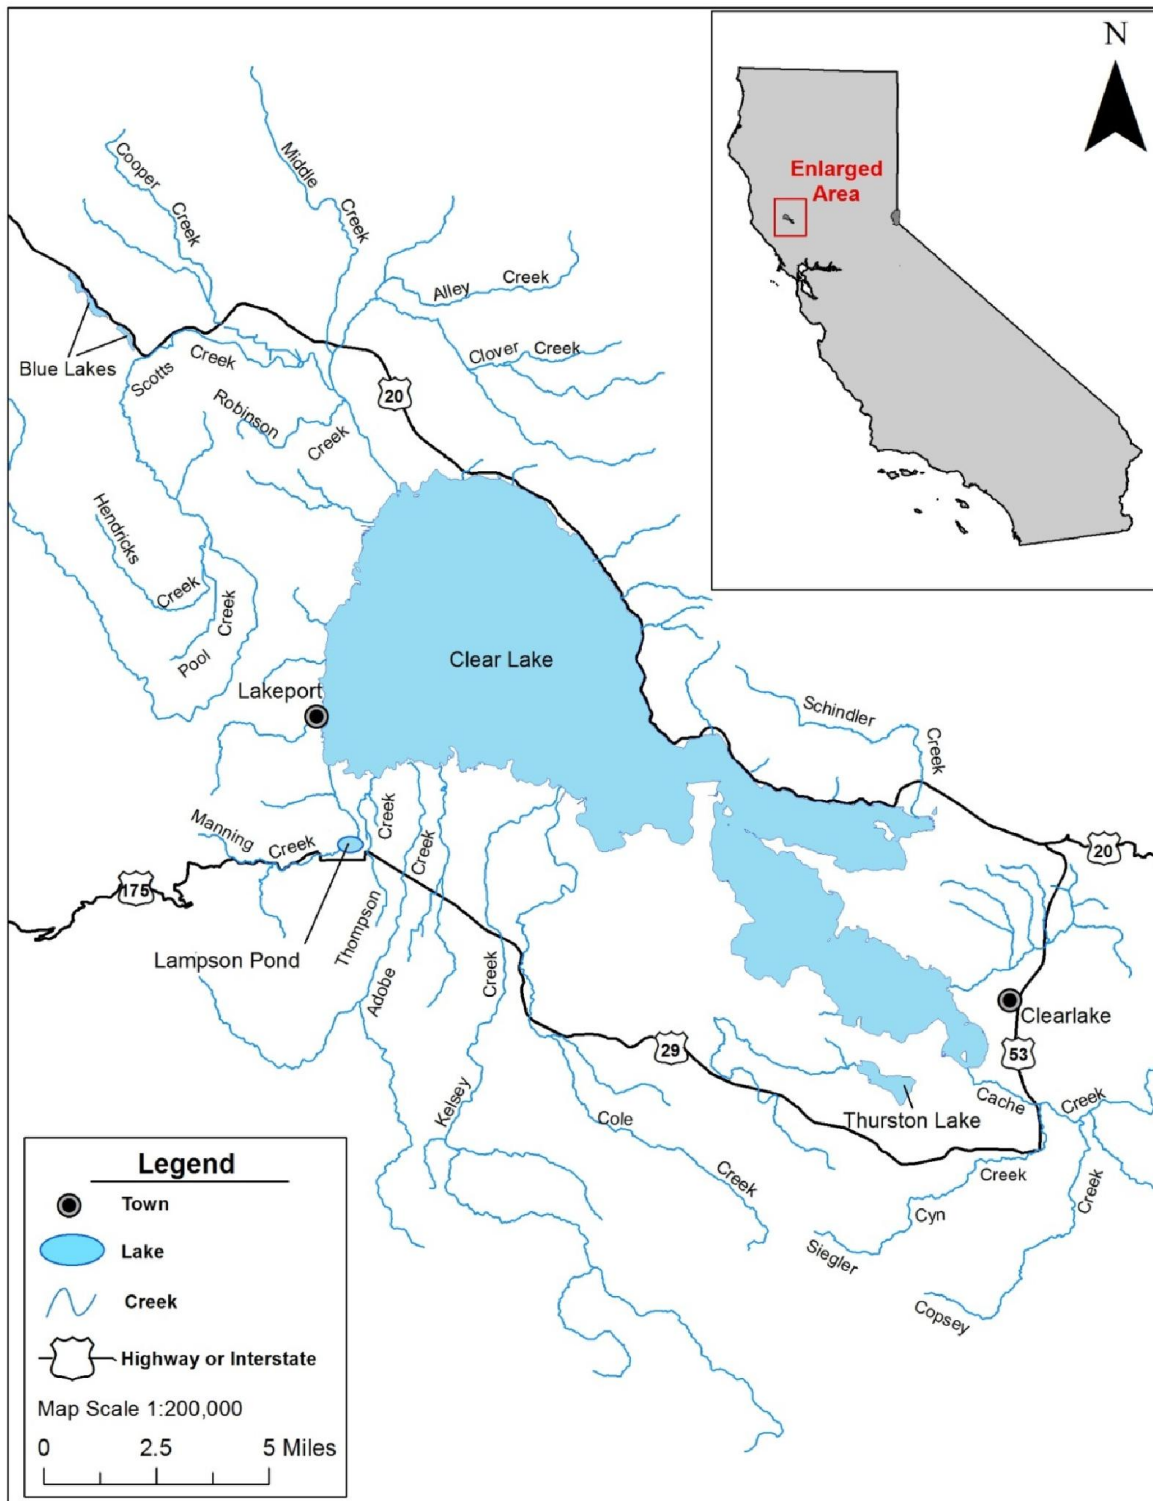 N
Enlarged
Area
Cooper
Creek
Middle
Creek
Alley Creek
Clover Creek
Blue Lakes
Scotts Creek
20
Robinson
Creek
Hendricks
Creek
Creek
Pool
Clear Lake
Lakeport
Schindler
Creek
Manning
Creek
Creek
Creek
20
175
Thompson
Lampson Pond
Adobe
Creek
Clearlake
29
53
Kelsey
Cole
Creek
Thurston Lake
Cache Creek
Creek
Cyn
Siegler
Creek
Copsey
Legend
Town
Lake
Creek
Highway or Interstate
Map Scale 1:200,000
0 2.5 5 Miles